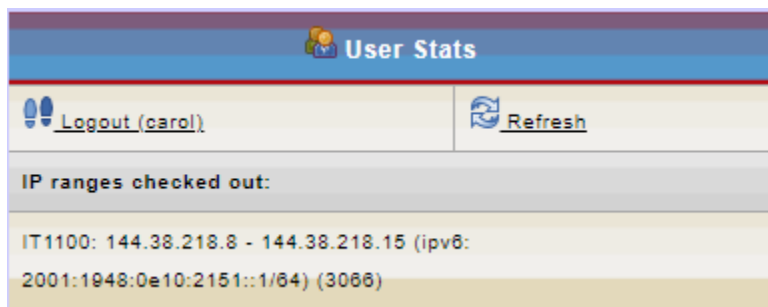 User Stats
Logout (carol)
Refresh
IP ranges checked out:
IT1100: 144.38.218.8 - 144.38.218.15 (ipv6:
2001:1948:0e10:2151::1/64) (3066)